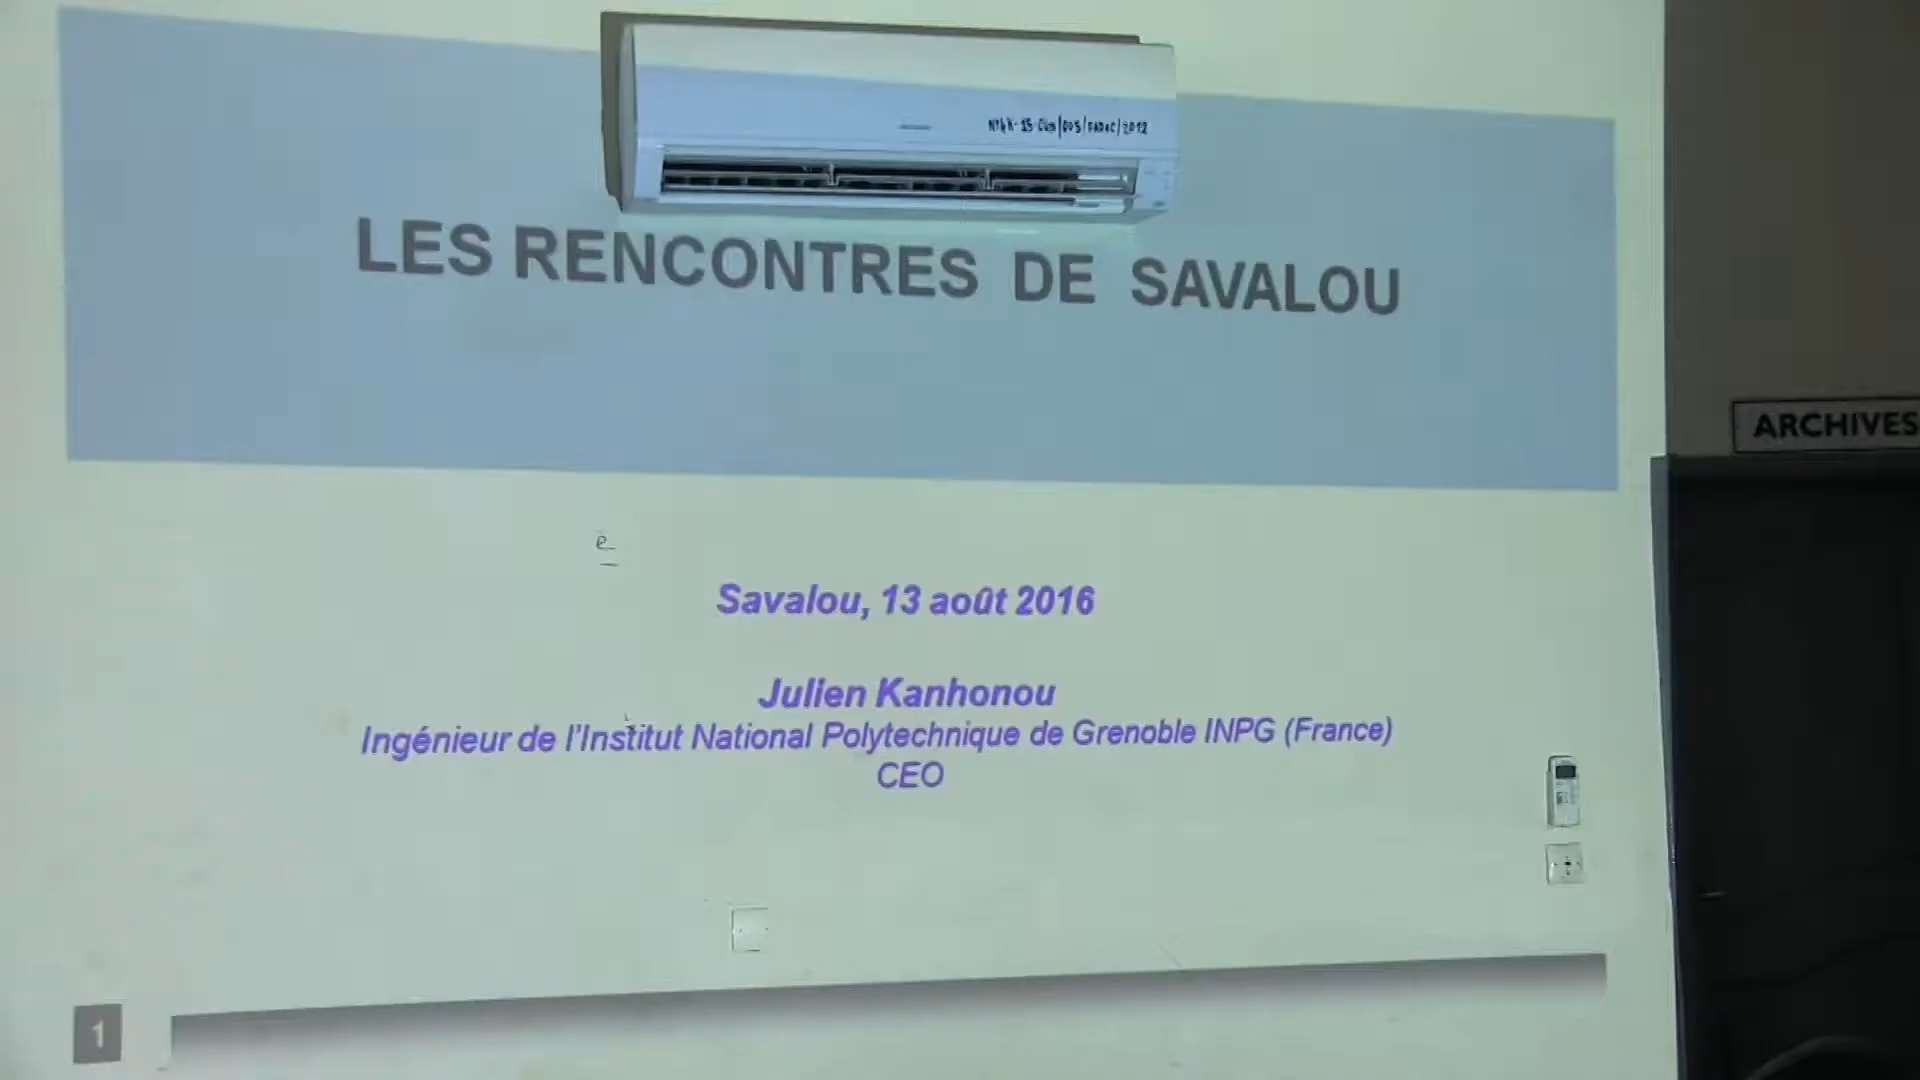 LES RENCONTRES DE SAVALOU
ARCHIVES
e
Savalou, 13 août 2016
Julien Kanhonou
Ingénieur de l'Institut National Polytechnique de Grenoble INPG (France)
CEO
1